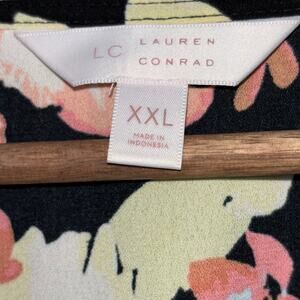 LC LAUREN
CONRAD
XXL
MADE IN
INDONESIA